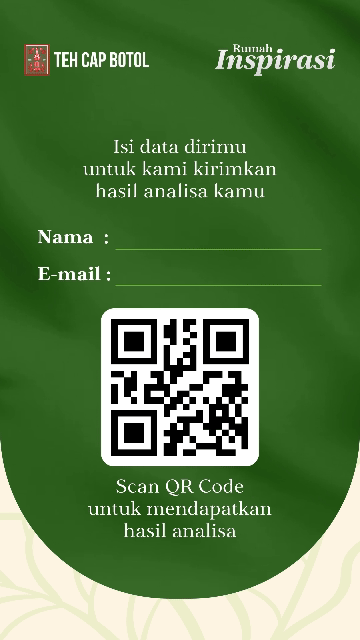 TEH CAP BOTOL
Rumah
Inspirasi
Isi data dirimu
untuk kami kirimkan
hasil analisa kamu
Nama :
E-mail :
Scan QR Code
untuk mendapatkan
hasil analisa